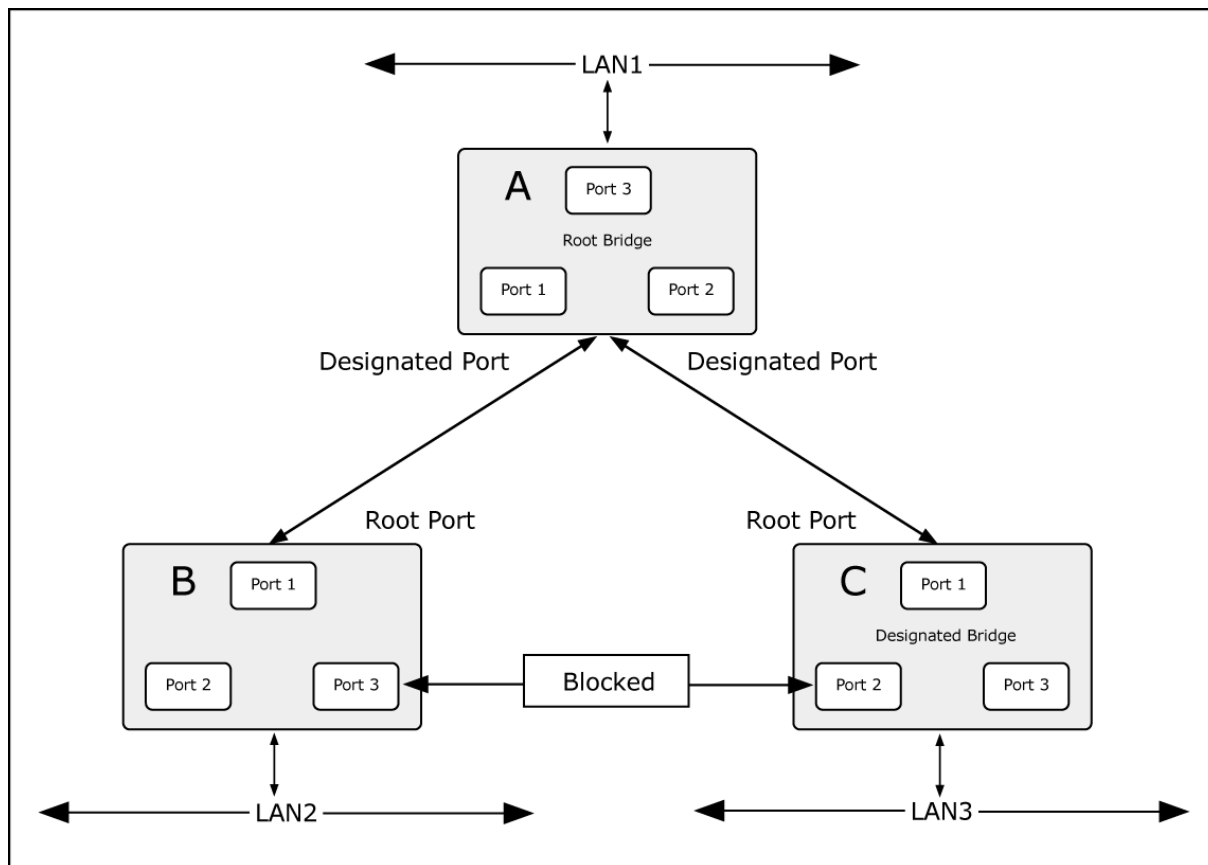 LAN1
A
Port 3
Root Bridge
Port 1
Port 2
Designated Port
Designated Port
Root Port
Root Port
B
Port 1
Port 2
Port 3
Blocked
C
Port 1
Designated Bridge
Port 2
Port 3
LAN2
LAN3